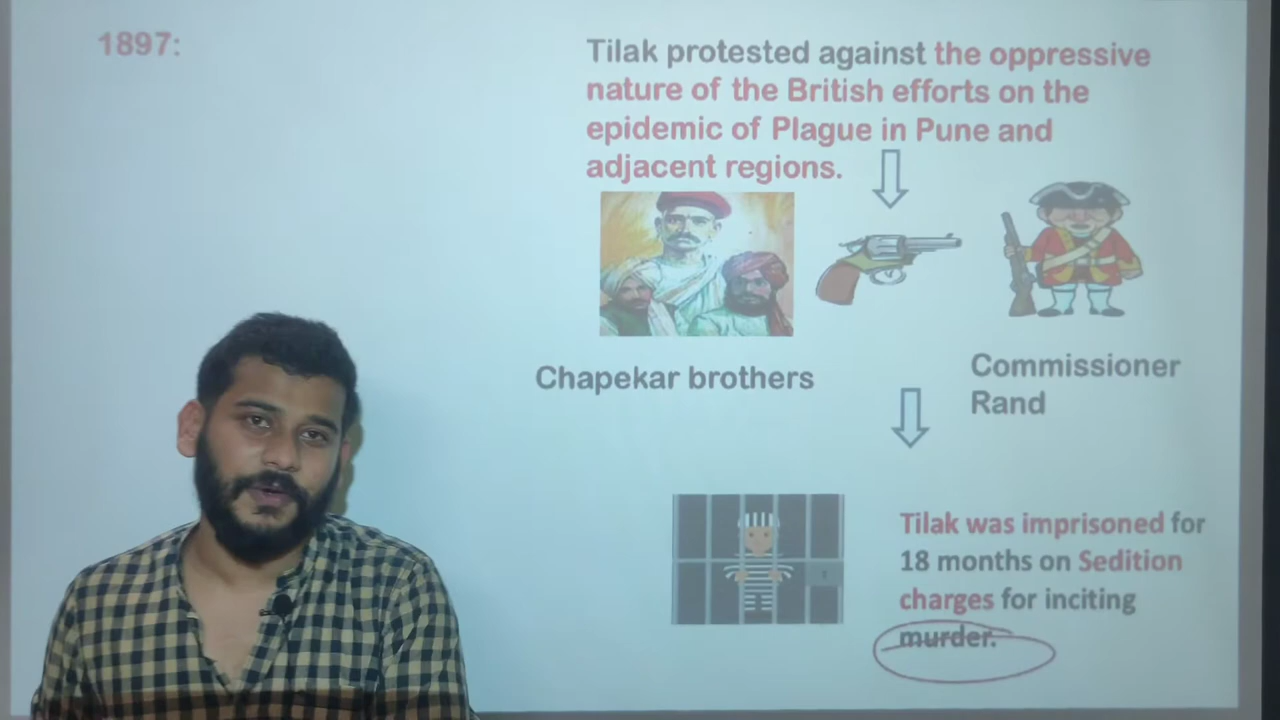 1897:
Tilak protested against the oppressive
nature of the British efforts on the
epidemic of Plague in Pune and
adjacent regions.
Chapekar brothers
Commissioner
Rand
Tilak was imprisoned for
18 months on Sedition
charges for inciting
murder.